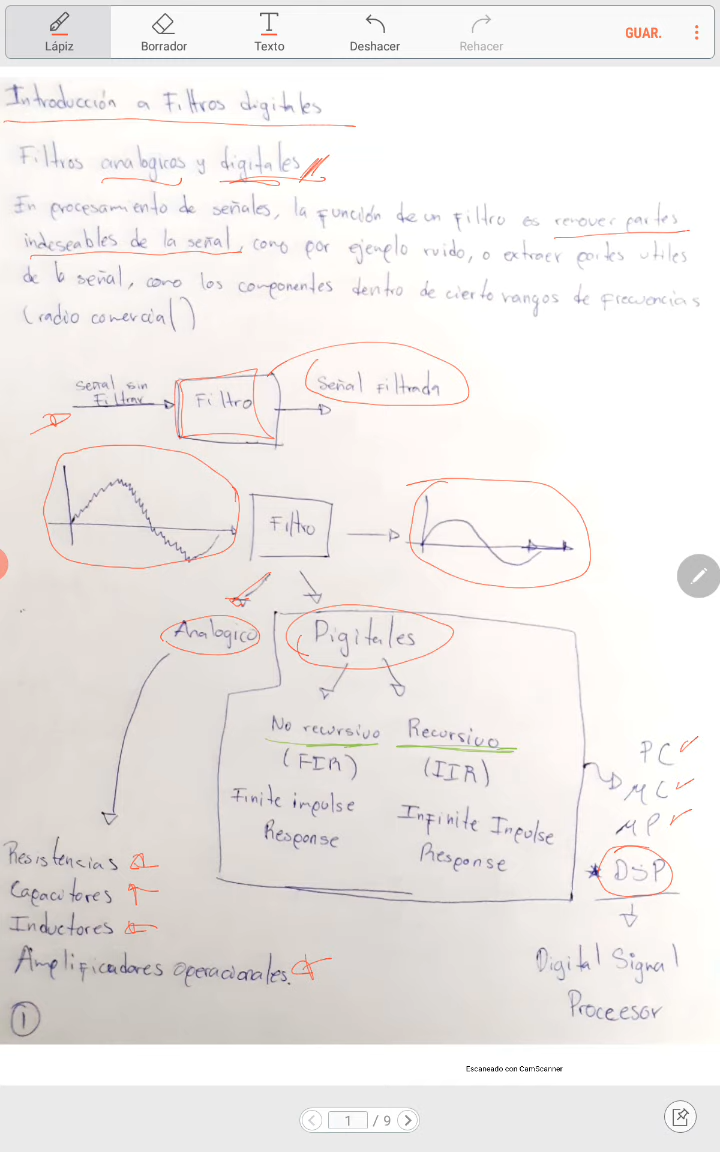 Lápiz
Borrador
Texto
Deshacer
Rehacer
GUAR.
Introducción a Filtros digitales
Filtros analogicos y digitales
En procesamiento de señales, la función de un filtro es remover partes
indeseables de la señal, como por ejemplo ruido, o extraer partes utiles
de la señal, como los componentes dentro de cierto rangos de frecuencias
(radio comercial)
Señal sin
Filtrar
Filtro
Señal filtrada
Filtro
Analogico
Digitales
No recursivo
Recursivo
(FIR)
(IIR)
Finite impulse
Response
Infinite Inpulse
Response
PC
MC
MP
* DSP
Digital Signal
Proceesor
Resistencias
Capacitores
Inductores
Amplificadores operacionales.
1
Escaneado con CamScanner
1 / 9